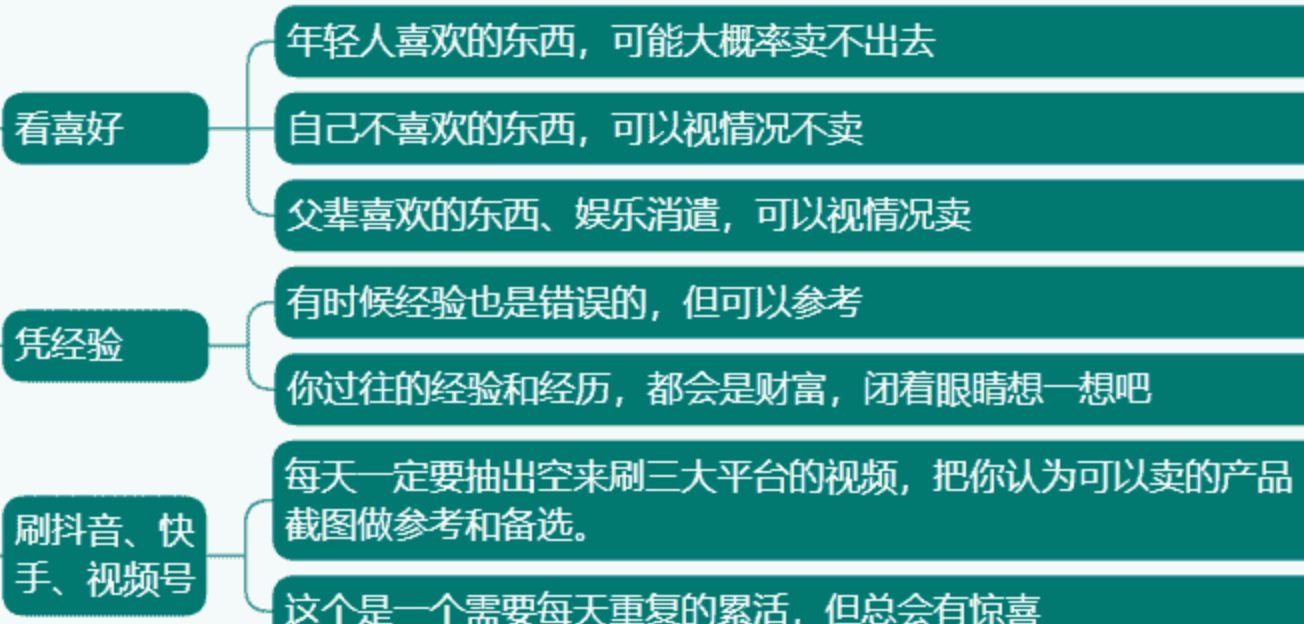 看喜好
年轻人喜欢的东西，可能大概率卖不出去
自己不喜欢的东西，可以视情况不卖
父辈喜欢的东西、娱乐消遣，可以视情况卖
凭经验
有时候经验也是错误的，但可以参考
你过往的经验和经历，都会是财富，闭着眼睛想一想吧
刷抖音、快
手、视频号
每天一定要抽出空来刷三大平台的视频，把你认为可以卖的产品
截图做参考和备选。
这个是一个需要每天重复的累活，但总会有惊喜